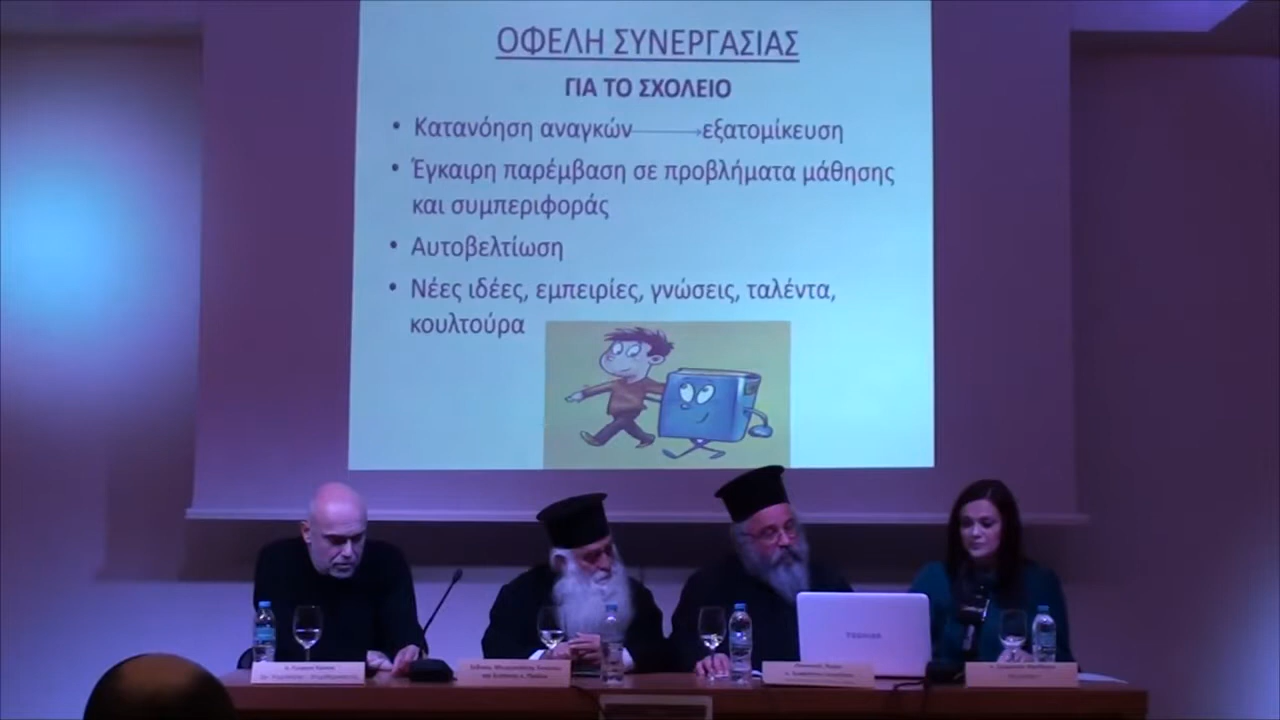 ΟΦΕΛΗ ΣΥΝΕΡΓΑΣΙΑΣ
ΓΙΑ ΤΟ ΣΧΟΛΕΙΟ
• Κατανόηση αναγκών → εξατομίκευση
• Έγκαιρη παρέμβαση σε προβλήματα μάθησης
και συμπεριφοράς
• Αυτοβελτίωση
• Νέες ιδέες, εμπειρίες, γνώσεις, ταλέντα,
κουλτούρα
TOSHIBA